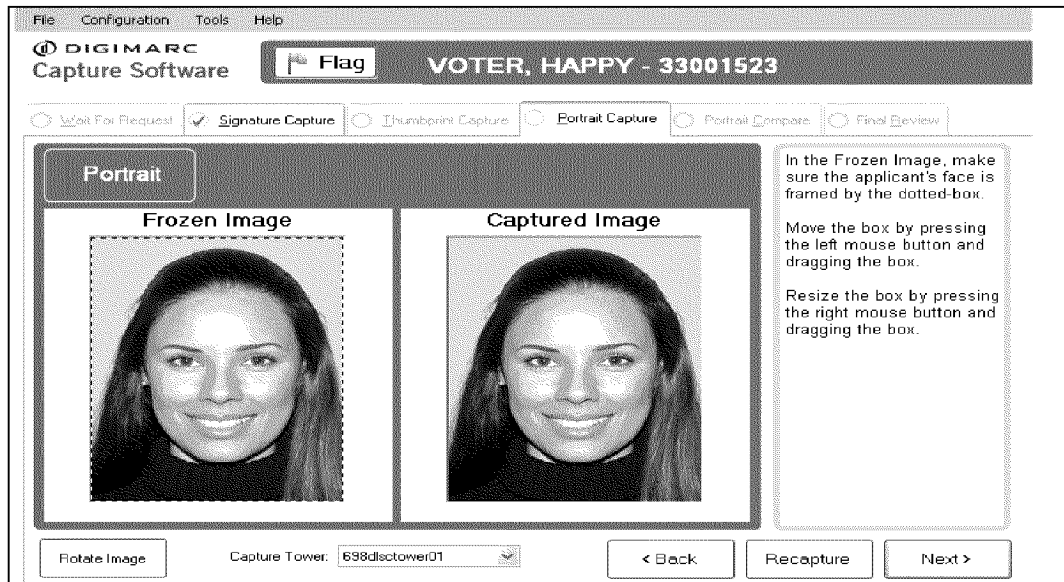 File Configuration Tools Help
DIGIMARC
Capture Software
Flag
VOTER, HAPPY - 33001523
Wait For Request Signature Capture Thumbprint Capture Portrait Capture Portrait Compare Final Review
Portrait
Frozen Image
Captured Image
In the Frozen Image, make
sure the applicant's face is
framed by the dotted-box.
Move the box by pressing
the left mouse button and
dragging the box.
Resize the box by pressing
the right mouse button and
dragging the box.
Rotate Image
Capture Tower: 698dlsctower01
< Back
Recapture
Next >